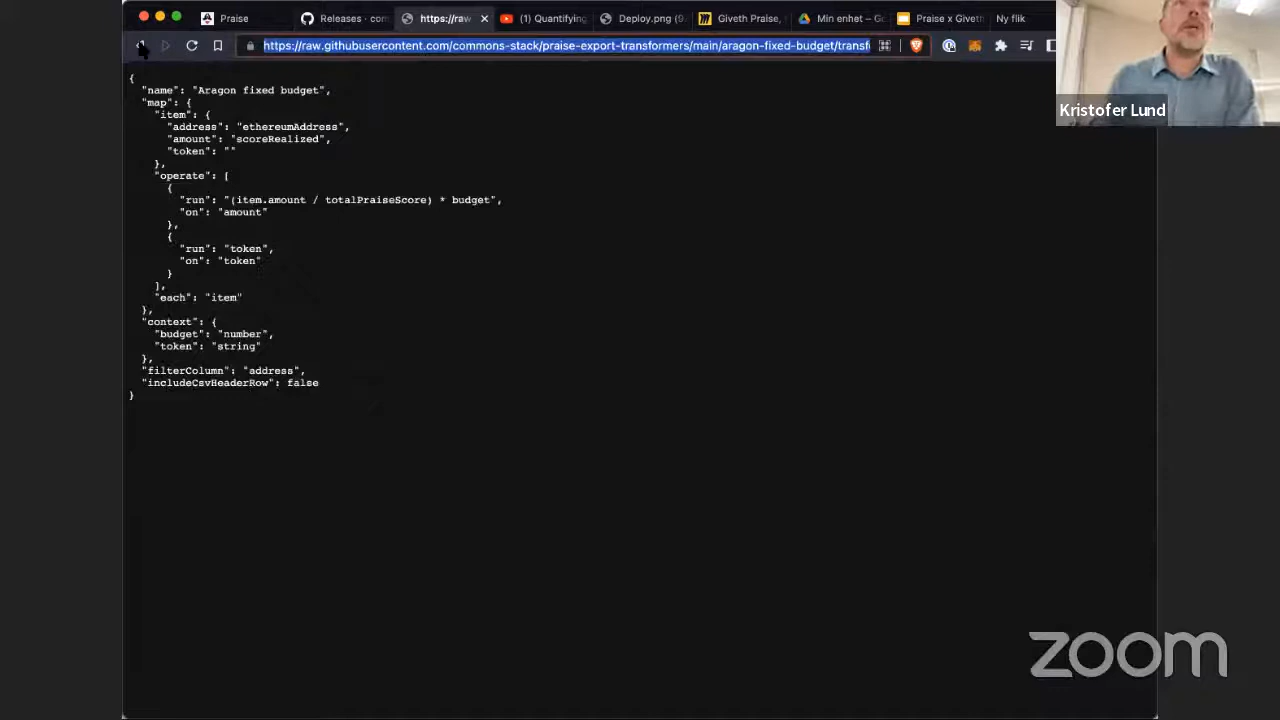 Praise
Releases · com
https://raw
(1) Quantifying
Deploy.png (9
Giveth Praise,
Min enhet – Go
Praise x Giveth
Ny flik
https://raw.githubusercontent.com/commons-stack/praise-export-transformers/main/aragon-fixed-budget/transf
Kristofer Lund
{
"name": "Aragon fixed budget",
"map": {
"item": {
"address": "ethereumAddress",
"amount": "scoreRealized",
"token": ""
},
"operate": [
{
"run": "(item.amount / totalPraiseScore) * budget",
"on": "amount"
},
{
"run": "token",
"on": "token"
}
],
"each": "item"
},
"context": {
"budget": "number",
"token": "string"
},
"filterColumn": "address",
"includeCsvHeaderRow": false
}
zoom